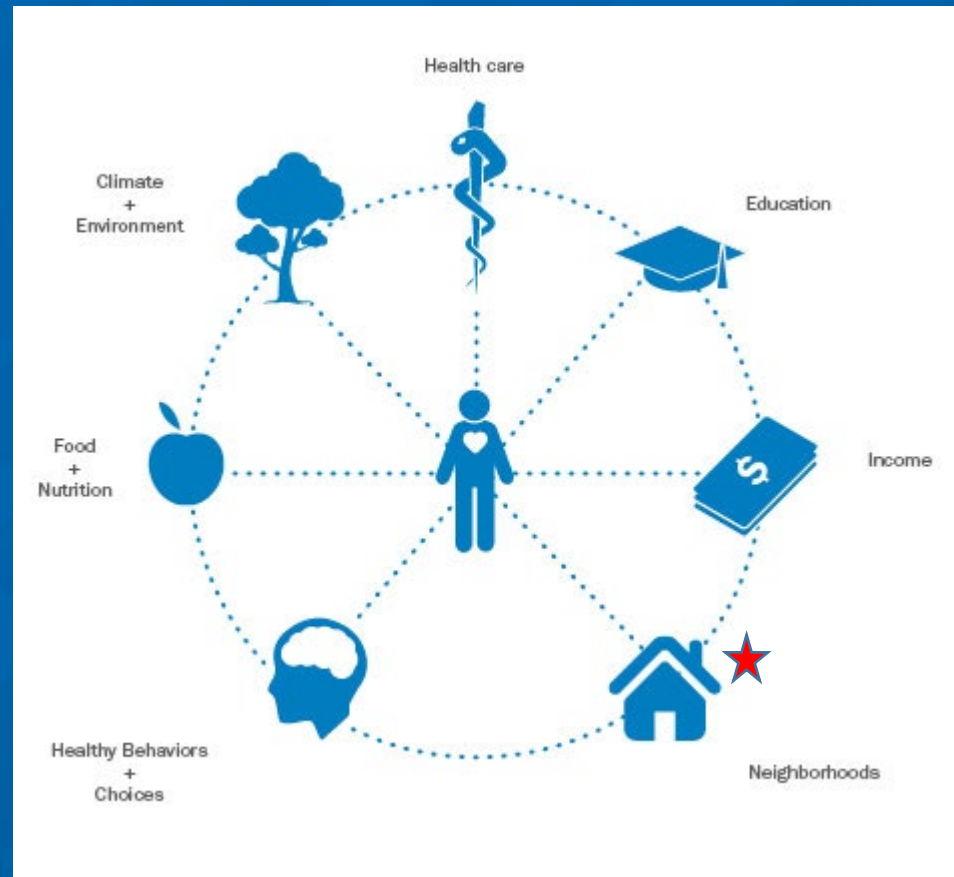 Health care
Climate
+
Environment
Education
Food
+
Nutrition
$
Income
Healthy Behaviors
+
Choices
Neighborhoods